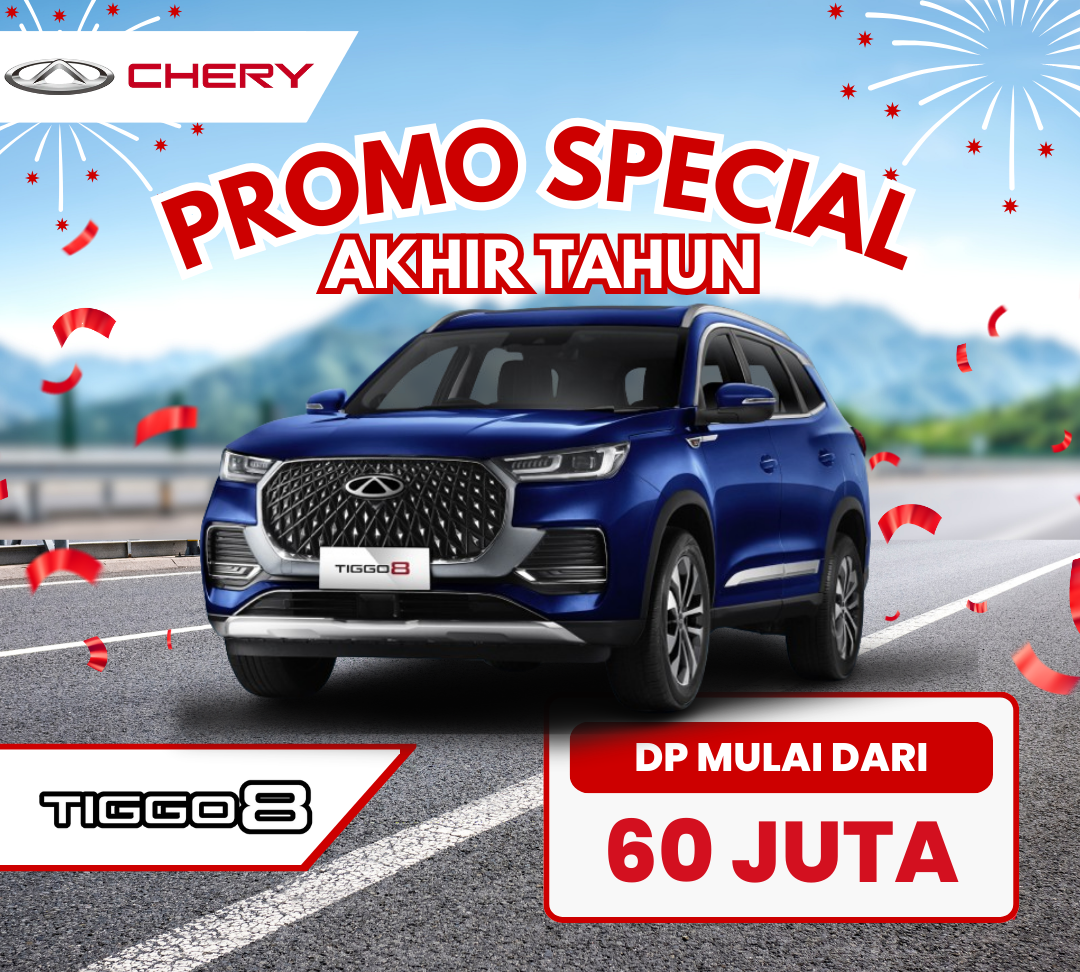 CHERY
PROMO SPECIAL
AKHIR TAHUN
TIGGO8
DP MULAI DARI
60 JUTA
TIGGO8